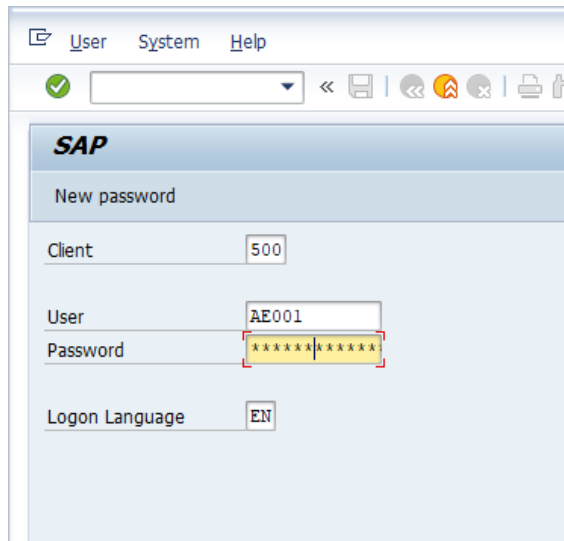 User System Help
SAP
New password
Client 500
User AE001
Password *************
Logon Language EN